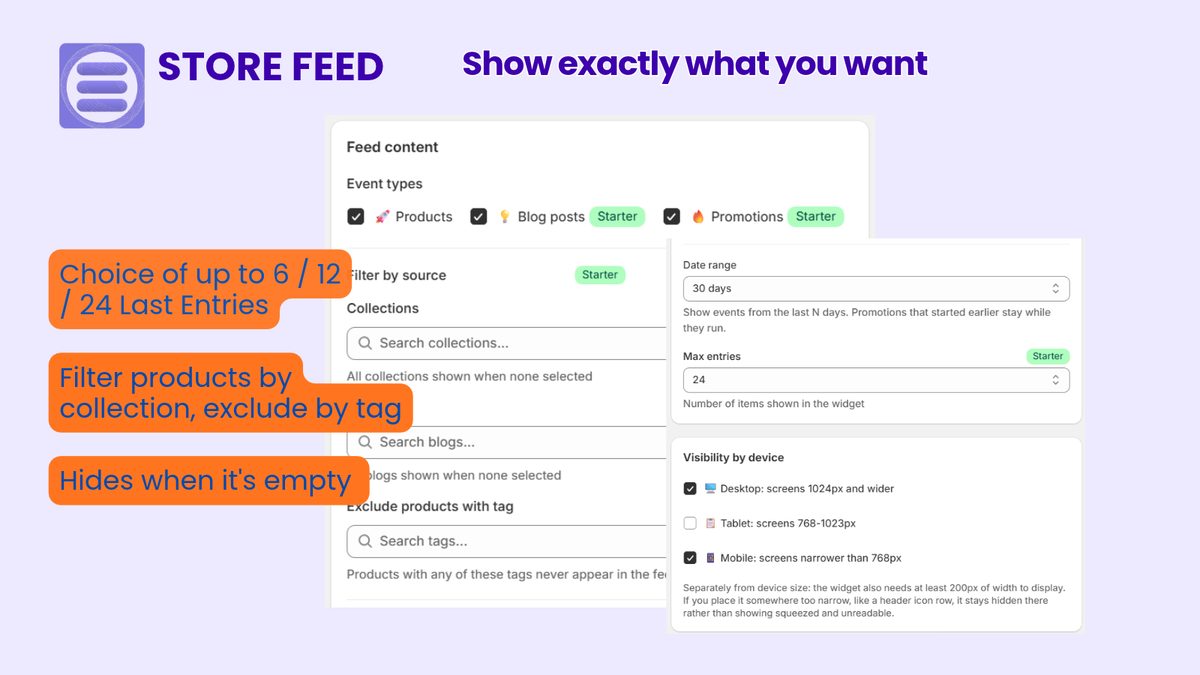 STORE FEED
Show exactly what you want
Feed content
Event types
🚀 Products 💡 Blog posts Starter 🔥 Promotions Starter
Choice of up to 6 / 12
/ 24 Last Entries
Filter products by
collection, exclude by tag
Hides when it's empty
Filter by source Starter
Collections
Search collections...
All collections shown when none selected
Search blogs...
blogs shown when none selected
Exclude products with tag
Search tags...
Products with any of these tags never appear in the
Date range
30 days
Show events from the last N days. Promotions that started earlier stay while
they run.
Max entries Starter
24
Number of items shown in the widget
Visibility by device
Desktop: screens 1024px and wider
Tablet: screens 768-1023px
Mobile: screens narrower than 768px
Separately from device size: the widget also needs at least 200px of width to display.
If you place it somewhere too narrow, like a header icon row, it stays hidden there
rather than showing squeezed and unreadable.